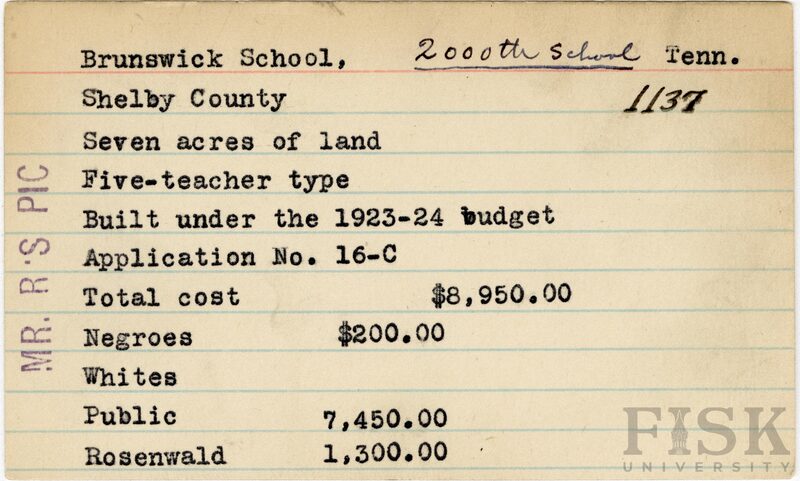 Brunswick School, 2000th School Tenn.
Shelby County 1137
Seven acres of land
Five-teacher type
Built under the 1923-24 budget
Application No. 16-C
Total cost $8,950.00
Negroes $200.00
Whites
Public 7,450.00
Rosenwald 1,300.00
MR. R'S PIC
FISK
UNIVERSITY